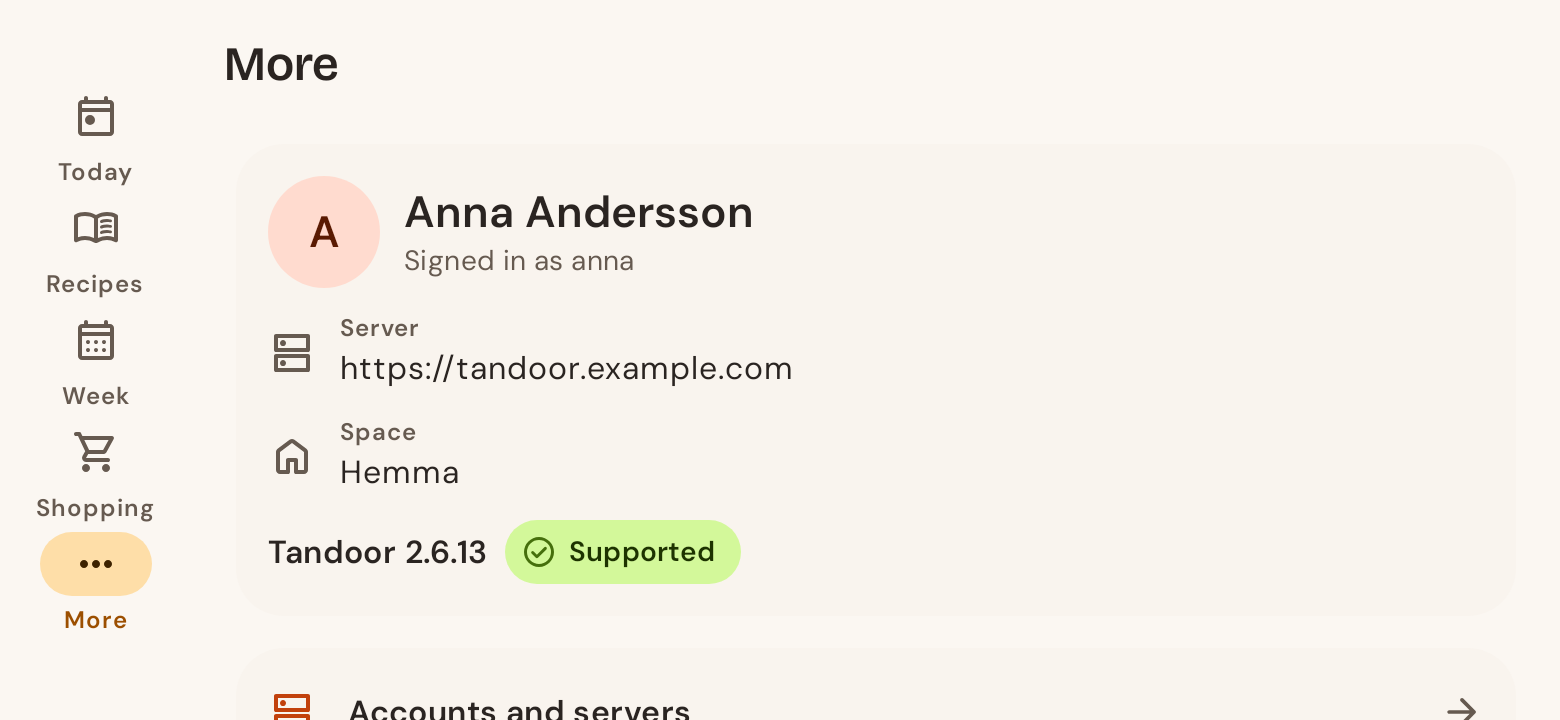 More
Today
Recipes
Week
Shopping
More
A
Anna Andersson
Signed in as anna
Server
https://tandoor.example.com
Space
Hemma
Tandoor 2.6.13
Supported
Accounts and servers